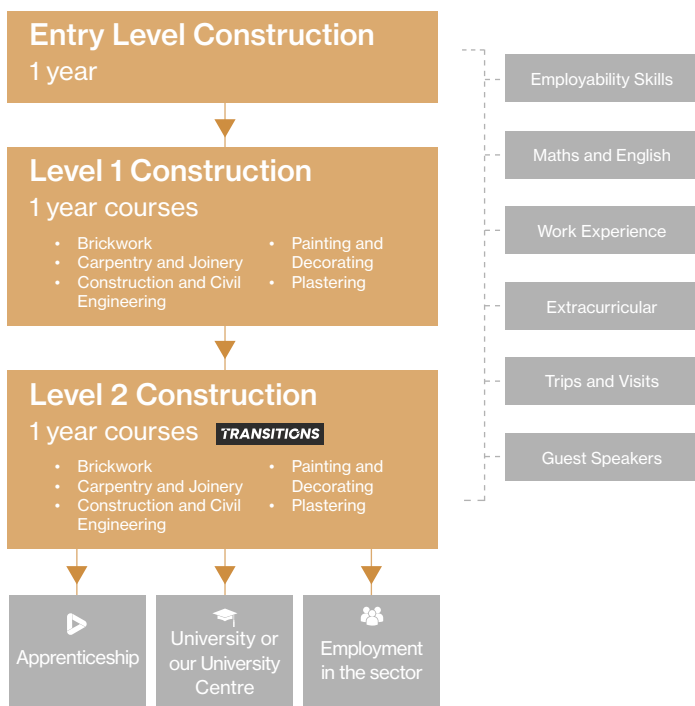 Entry Level Construction
1 year
Level 1 Construction
1 year courses
• Brickwork
• Carpentry and Joinery
• Construction and Civil
Engineering
• Painting and
Decorating
• Plastering
Level 2 Construction
1 year courses TRANSITIONS
• Brickwork
• Carpentry and Joinery
• Construction and Civil
Engineering
• Painting and
Decorating
• Plastering
Apprenticeship
University or
our University
Centre
Employment
in the sector
Employability Skills
Maths and English
Work Experience
Extracurricular
Trips and Visits
Guest Speakers